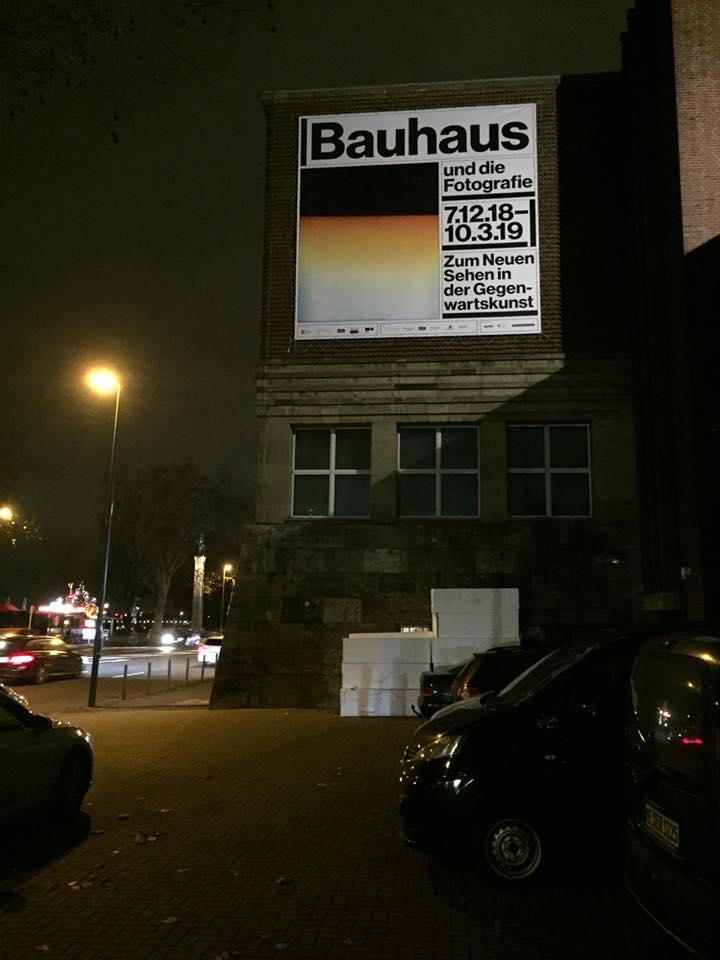 Bauhaus
und die
Fotografie
7.12.18–
10.3.19
Zum Neuen
Sehen in
der Gegen-
wartskunst